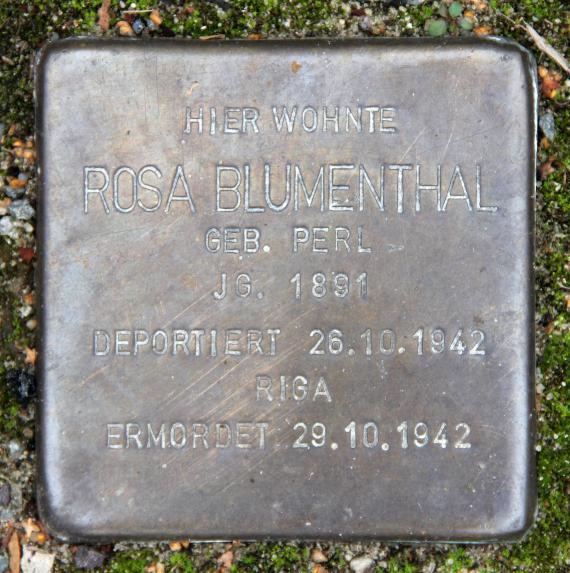 HIER WOHNTE
ROSA BLUMENTHAL
GEB. PERL
JG. 1891
DEPORTIERT 26.10.1942
RIGA
ERMORDET 29.10.1942